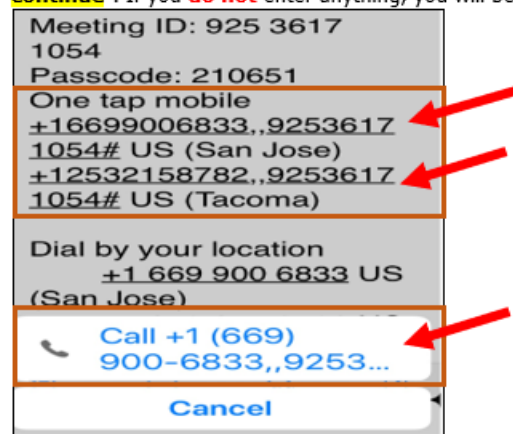 continue . If you do not enter anything, you will be
Meeting ID: 925 3617
1054
Passcode: 210651
One tap mobile
+16699006833,,9253617
1054# US (San Jose)
+12532158782,,9253617
1054# US (Tacoma)
Dial by your location
+1 669 900 6833 US
(San Jose)
Call +1 (669)
900-6833,,9253...
Cancel